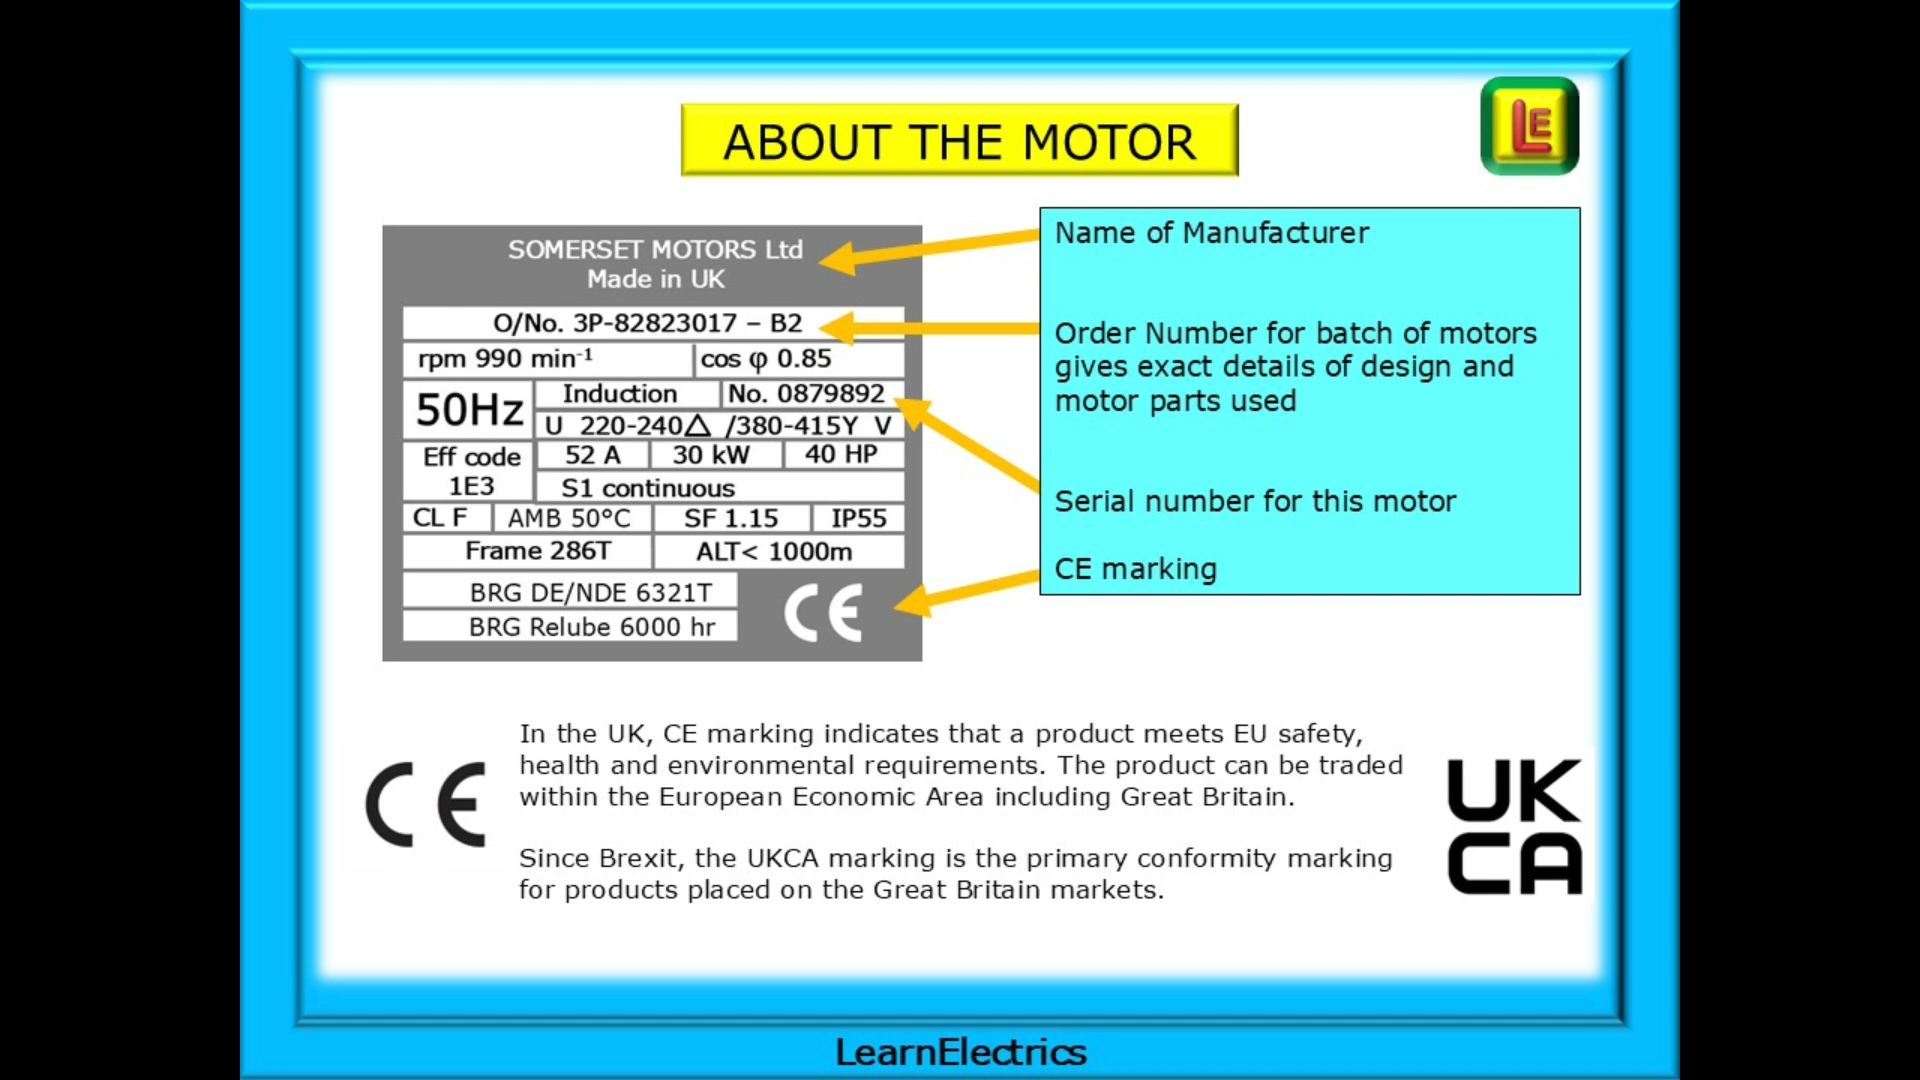 ABOUT THE MOTOR
LE
SOMERSET MOTORS Ltd
Made in UK
O/No. 3P-82823017 – B2
rpm 990 min⁻¹
cos φ 0.85
50Hz
Induction
No. 0879892
U 220-240△ /380-415Y V
Eff code
1E3
52 A
30 kW
40 HP
S1 continuous
CL F
AMB 50°C
SF 1.15
IP55
Frame 286T
ALT< 1000m
BRG DE/NDE 6321T
BRG Relube 6000 hr
CE
Name of Manufacturer
Order Number for batch of motors
gives exact details of design and
motor parts used
Serial number for this motor
CE marking
CE
In the UK, CE marking indicates that a product meets EU safety,
health and environmental requirements. The product can be traded
within the European Economic Area including Great Britain.
Since Brexit, the UKCA marking is the primary conformity marking
for products placed on the Great Britain markets.
UK
CA
LearnElectrics